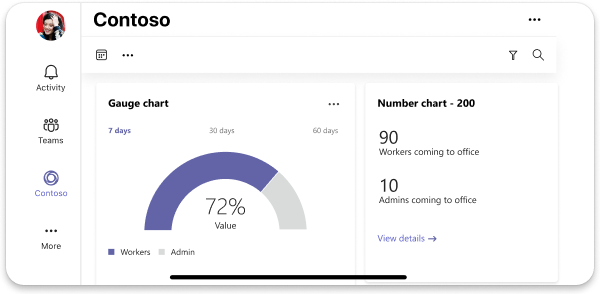 Contoso
Activity
Teams
Contoso
More
Gauge chart
7 days 30 days 60 days
72%
Value
Workers Admin
Number chart - 200
90
Workers coming to office
10
Admins coming to office
View details →